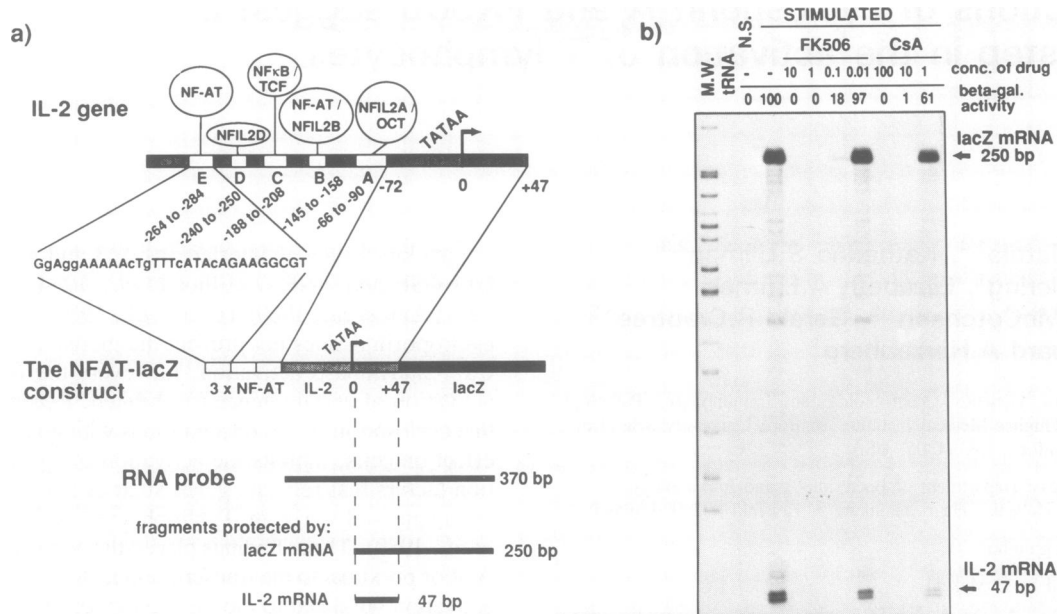 a)
IL-2 gene
NF-AT
NFIL2D
NFκB/
TCF
NF-AT /
NFIL2B
NFIL2A /
OCT
TATAA
E D C B A -72 0 +47
-264 to -284
-240 to -250
-188 to -208
-145 to -158
-66 to -90
GgAggAAAAAcTgTTTcATAcAGAAGGCGT
TATAA
The NFAT-lacZ
construct
3 x NF-AT IL-2 0 +47 lacZ
RNA probe
370 bp
fragments protected by:
lacZ mRNA
250 bp
IL-2 mRNA
47 bp
b)
M.W.
tRNA
N.S.
STIMULATED
FK506 CsA
- - 10 1 0.1 0.01 100 10 1 conc. of drug
0 100 0 0 18 97 0 1 61 beta-gal.
activity
lacZ mRNA
250 bp
IL-2 mRNA
47 bp